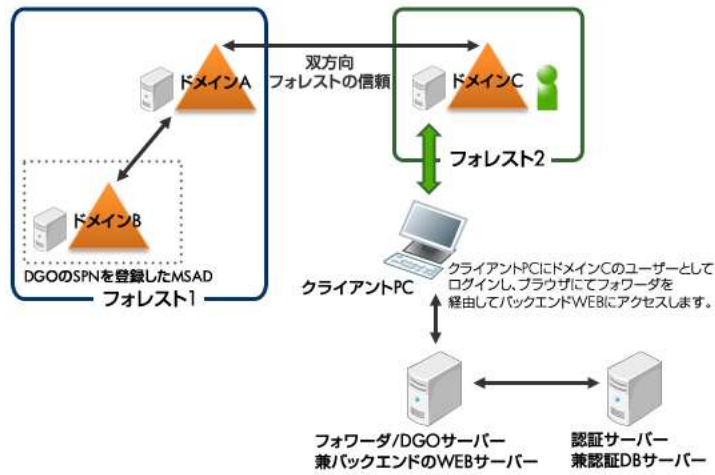 双方向
フォレストの信頼
ドメインA
ドメインC
フォレスト2
ドメインB
DGOのSPNを登録したMSAD
フォレスト1
クライアントPC
クライアントPCにドメインCのユーザーとして
ログインし、ブラウザにてフォワーダを
経由してバックエンドWEBにアクセスします。
フォワーダ/DGOサーバー
兼バックエンドのWEBサーバー
認証サーバー
兼認証DBサーバー